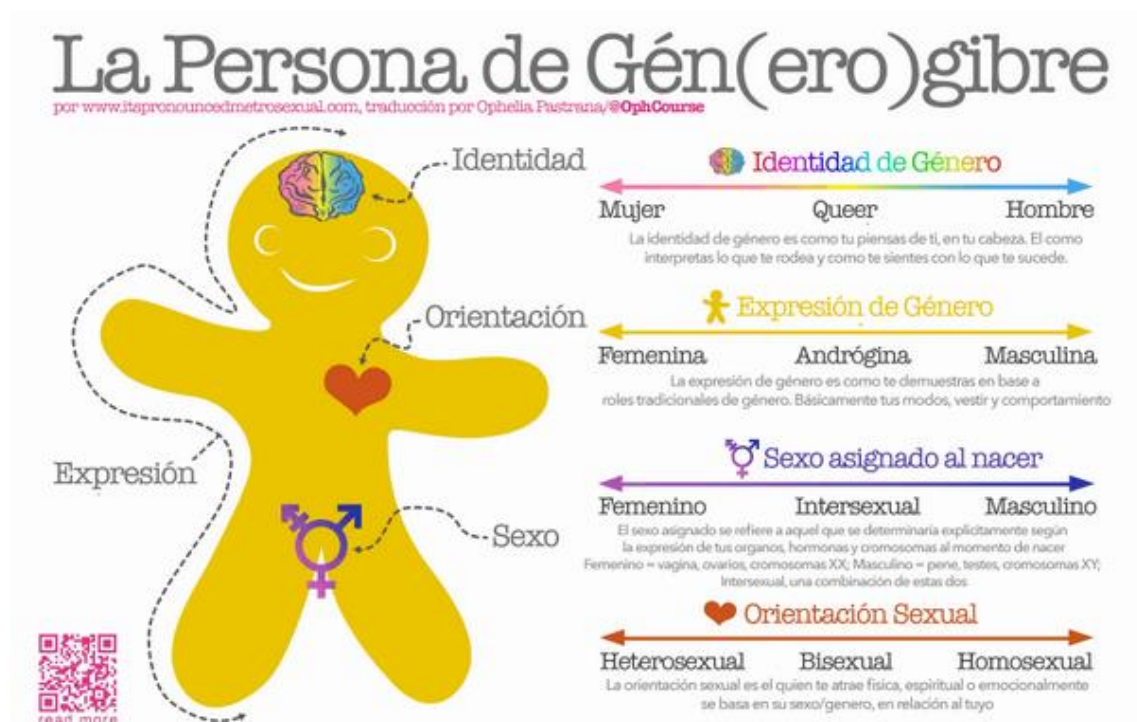 La Persona de Gén(ero)gibre
por www.itspronouncedmetrosexual.com, traducción por Ophelia Pastrana/@OphCourse
Identidad
Orientación
Expresión
Sexo
Identidad de Género
Mujer Queer Hombre
La identidad de género es como tu piensas de ti, en tu cabeza. El como
interpretas lo que te rodea y como te sientes con lo que te sucede.
Expresión de Género
Femenina Andrógina Masculina
La expresión de género es como te demuestras en base a
roles tradicionales de género. Básicamente tus modos, vestir y comportamiento
Sexo asignado al nacer
Femenino Intersexual Masculino
El sexo asignado se refiere a aquel que se determinaria explicitamente según
la expresión de tus organos, hormonas y cromosomas al momento de nacer
Femenino = vagina, ovarios, cromosomas XX; Masculino = pene, testes, cromosomas XY;
Intersexual, una combinación de estas dos
Orientación Sexual
Heterosexual Bisexual Homosexual
La orientación sexual es el quien te atrae física, espiritual o emocionalmente
se basa en su sexo/genero, en relación al tuyo
read more